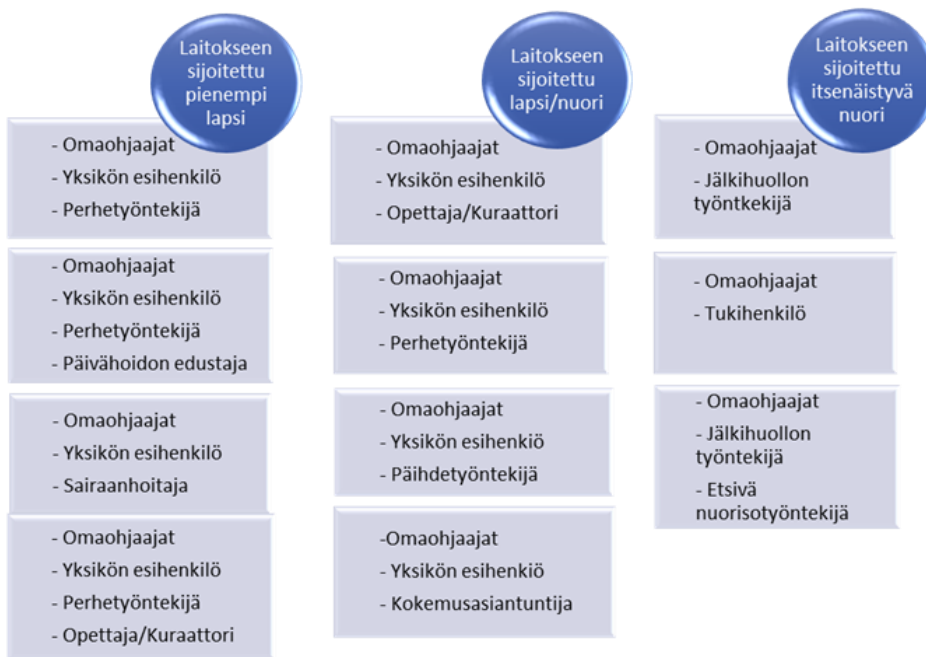 Laitokseen
sijoitettu
pienempi
lapsi
- Omaohjaajat
- Yksikön esihenkilö
- Perhetyöntekijä
- Omaohjaajat
- Yksikön esihenkilö
- Perhetyöntekijä
- Päivähoidon edustaja
- Omaohjaajat
- Yksikön esihenkilö
- Sairaanhoitaja
- Omaohjaajat
- Yksikön esihenkilö
- Perhetyöntekijä
- Opettaja/Kuraattori
Laitokseen
sijoitettu
lapsi/nuori
- Omaohjaajat
- Yksikön esihenkilö
- Opettaja/Kuraattori
- Omaohjaajat
- Yksikön esihenkilö
- Perhetyöntekijä
- Omaohjaajat
- Yksikön esihenkiö
- Päihdetyöntekijä
-Omaohjaajat
- Yksikön esihenkiö
- Kokemusasiantuntija
Laitokseen
sijoitettu
itsenäistyvä
nuori
- Omaohjaajat
- Jälkihuollon
työntkekijä
- Omaohjaajat
- Tukihenkilö
- Omaohjaajat
- Jälkihuollon
työntekijä
- Etsivä
nuorisotyöntekijä